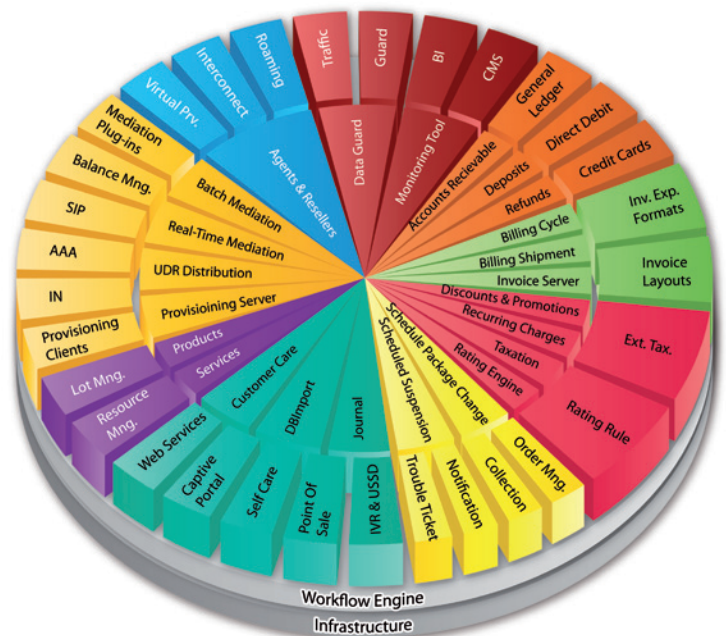 Traffic
Guard
BI
CMS
General
Ledger
Direct Debit
Credit Cards
Inv. Exp.
Formats
Invoice
Layouts
Ext. Tax.
Rating Rule
Order Mng.
Collection
Notification
Trouble Ticket
IVR & USSD
Point Of
Sale
Self Care
Captive
Portal
Web Services
Resource
Mng.
Lot Mng.
Provisioning
Clients
IN
AAA
SIP
Balance Mng.
Mediation
Plug-ins
Virtual Prv.
Interconnect
Roaming
Data Guard
Monitoring Tool
Accounts Recievable
Deposits
Refunds
Billing Cycle
Billing Shipment
Invoice Server
Discounts & Promotions
Recurring Charges
Taxation
Rating Engine
Schedule Package Change
Scheduled Suspension
Journal
DBImport
Customer Care
Services
Products
Provisioining Server
UDR Distribution
Real-Time Mediation
Batch Mediation
Agents & Resellers
Workflow Engine
Infrastructure